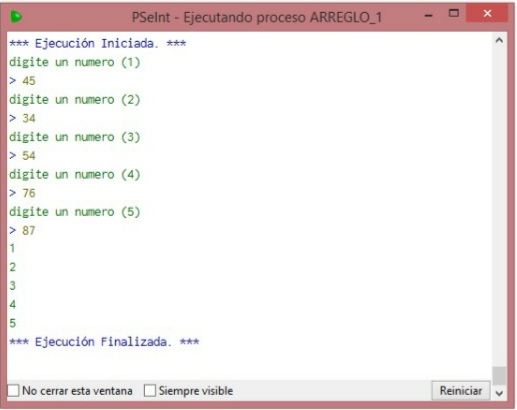 PSeInt - Ejecutando proceso ARREGLO_1
*** Ejecución Iniciada. ***
digite un numero (1)
> 45
digite un numero (2)
> 34
digite un numero (3)
> 54
digite un numero (4)
> 76
digite un numero (5)
> 87
1
2
3
4
5
*** Ejecución Finalizada. ***
No cerrar esta ventana Siempre visible Reiniciar